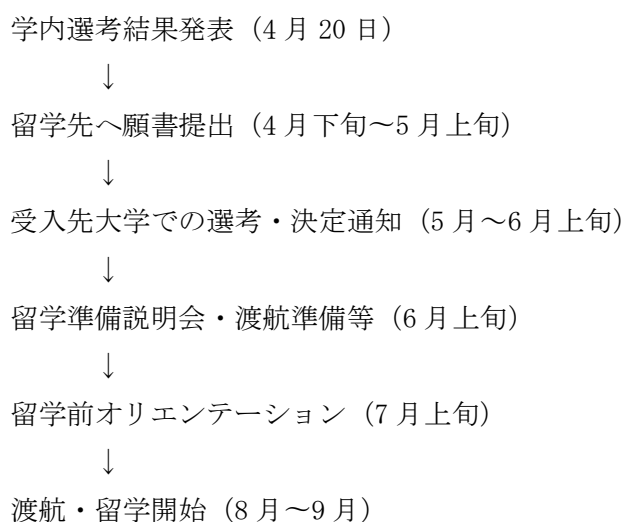 学内選考結果発表（4 月 20 日）
↓
留学先へ願書提出（4 月下旬～5 月上旬）
↓
受入先大学での選考・決定通知（5 月～6 月上旬）
↓
留学準備説明会・渡航準備等（6 月上旬）
↓
留学前オリエンテーション（7 月上旬）
↓
渡航・留学開始（8 月～9 月）